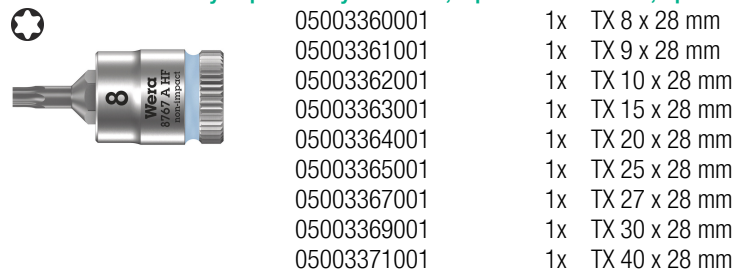 05003360001 1x TX 8 x 28 mm
05003361001 1x TX 9 x 28 mm
05003362001 1x TX 10 x 28 mm
05003363001 1x TX 15 x 28 mm
05003364001 1x TX 20 x 28 mm
05003365001 1x TX 25 x 28 mm
05003367001 1x TX 27 x 28 mm
05003369001 1x TX 30 x 28 mm
05003371001 1x TX 40 x 28 mm
8
Wera
8767 A HF
non-impact